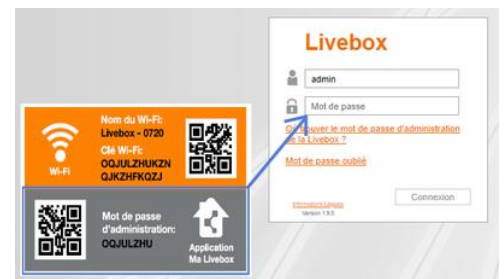 Livebox
admin
Mot de passe
Où trouver le mot de passe d'administration
de la Livebox ?
Mot de passe oublié
Connexion
Informations Légales
Version 1.9.5
Nom du Wi-Fi:
Livebox - 0720
Clé Wi-Fi:
OQJULZHUKZN
QJKZHFKQZJ
Wi-Fi
Mot de passe
d'administration:
OQJULZHU
Application
Ma Livebox